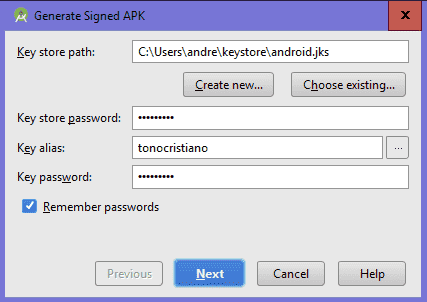 Generate Signed APK
Key store path: C:\Users\andre\keystore\android.jks
Create new... Choose existing...
Key store password: •••••••••
Key alias: tonocristiano ...
Key password: •••••••••
Remember passwords
Previous Next Cancel Help